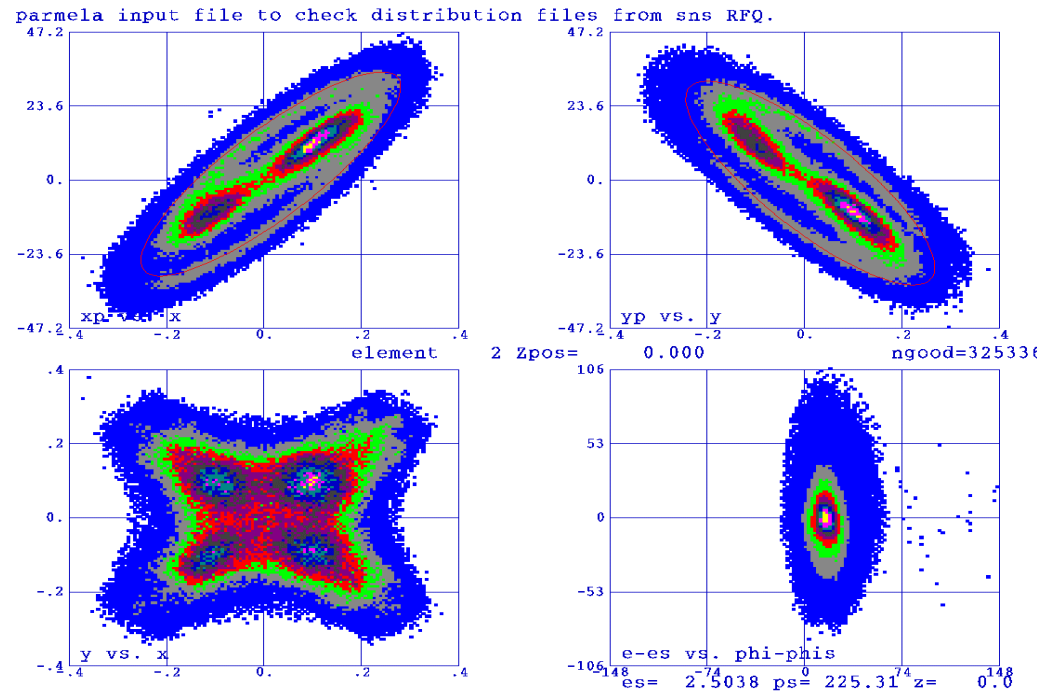 parmela input file to check distribution files from sns RFQ.
47.2 47.2
23.6 23.6
0. 0.
-23.6 -23.6
xp vs. x yp vs. y
-47.2 -47.2
-.4 -.2 0. .2 .4 -.4 -.2 0. .2 .4
element 2 Zpos= 0.000 ngood=325336
.4 106
.2 53
0. 0
-.2 -53
y vs. x e-es vs. phi-phis
-.4 -106
-.4 -.2 0. .2 .4 -148 -74 0 74 148
es= 2.5038 ps= 225.31 z= 0.0